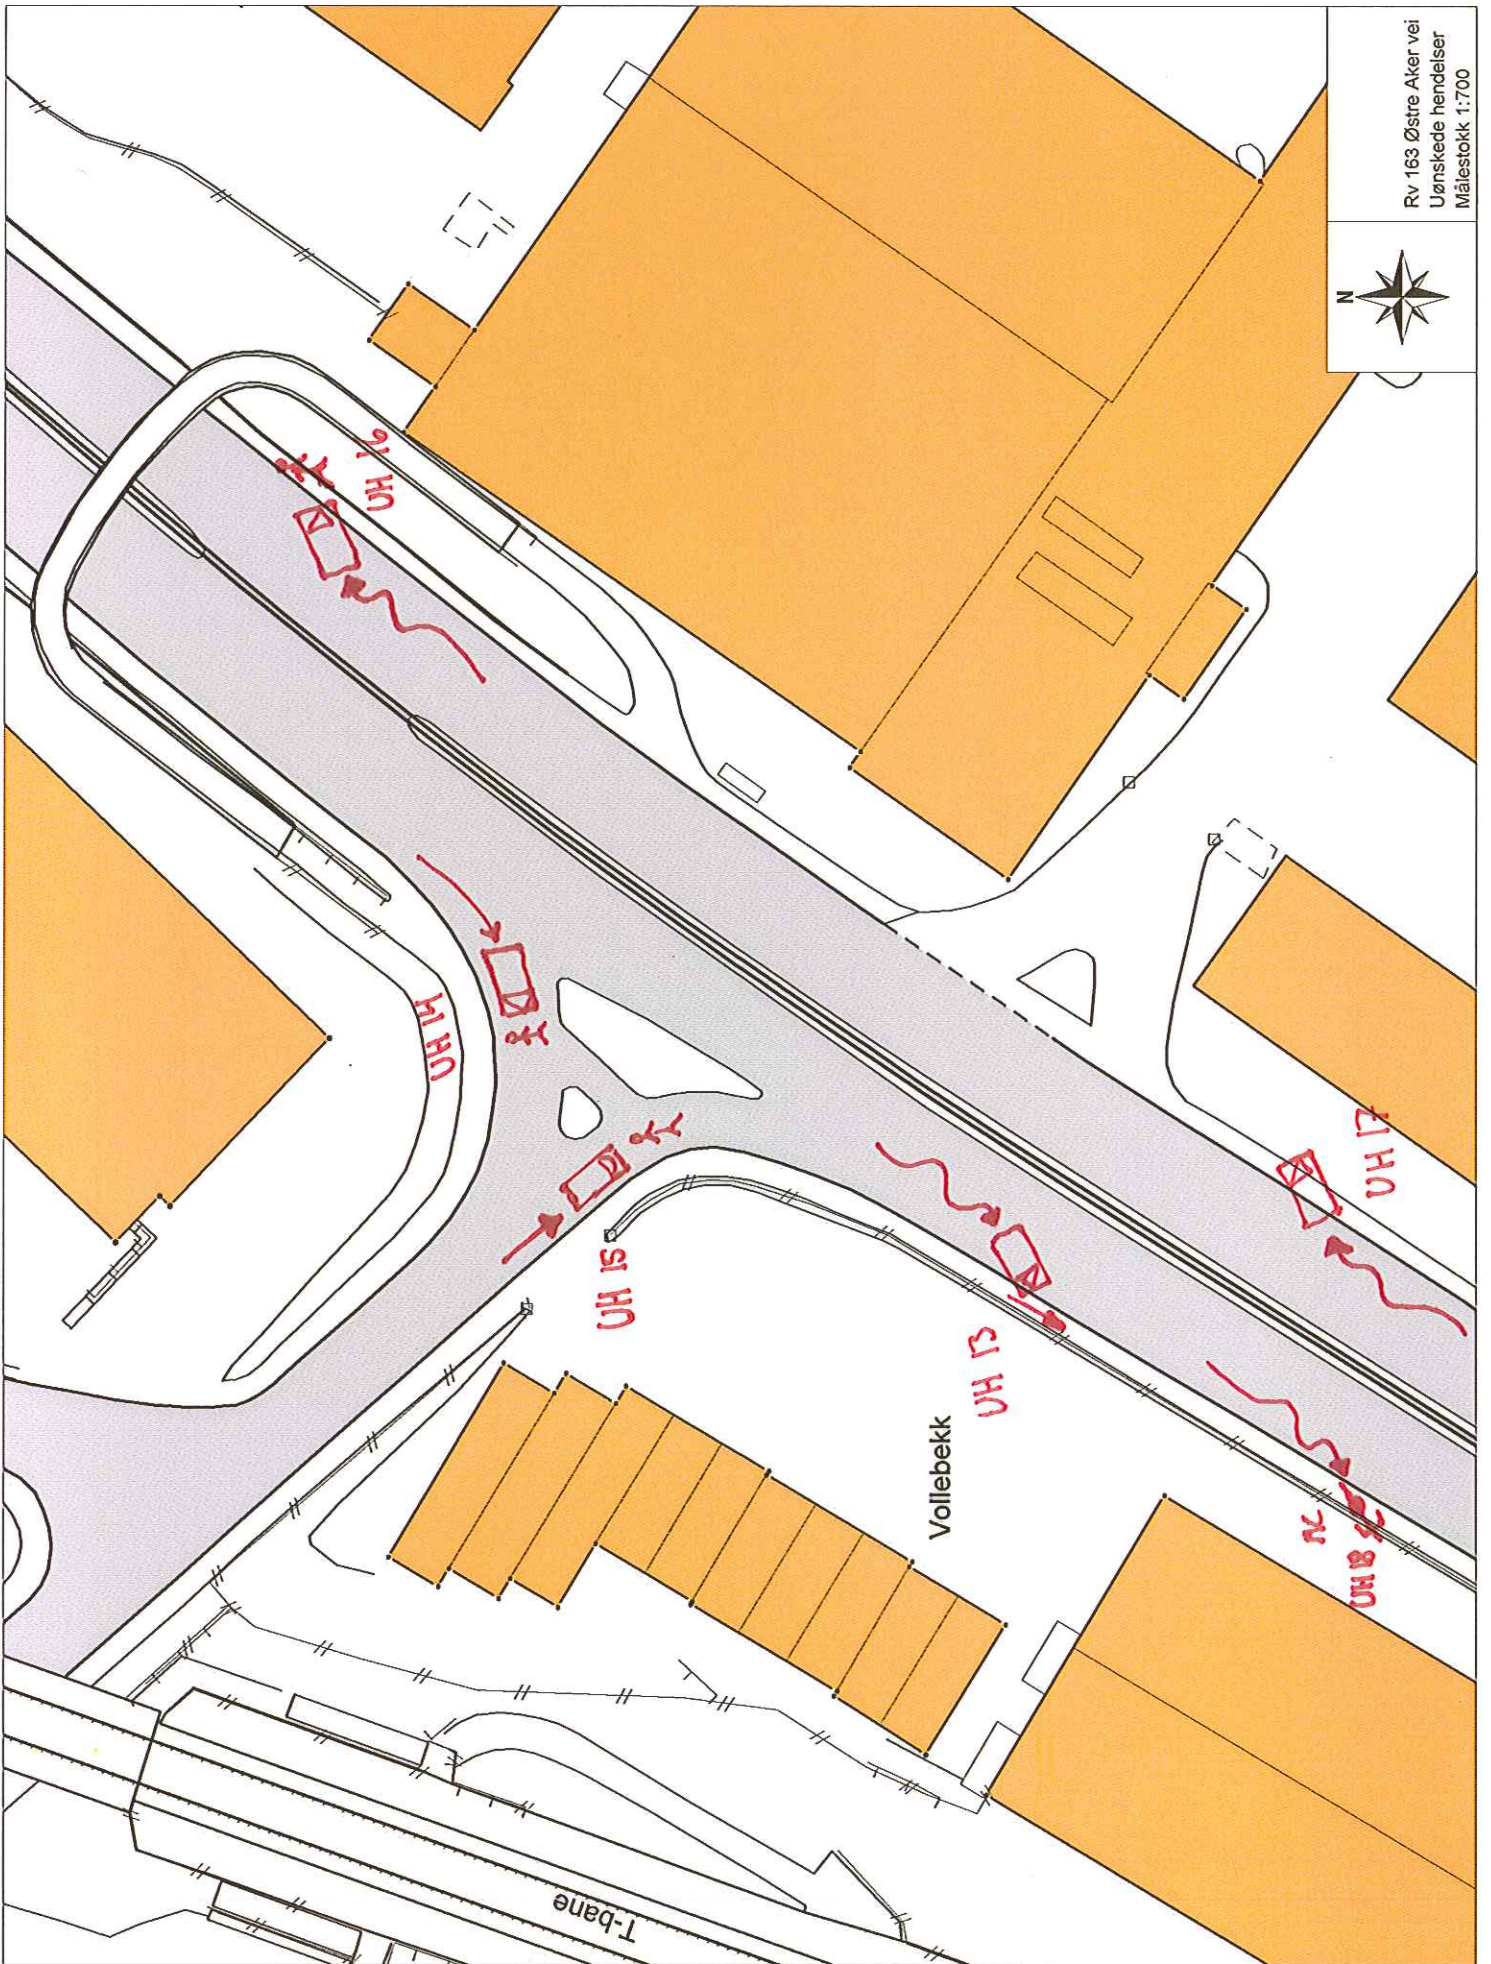 Rv 163 Østre Aker vei
Uønskede hendelser
Målestokk 1:700
N
UH 16
UH 14
UH 15
UH 13
UH 17
UH 18
Vollebekk
T-bane